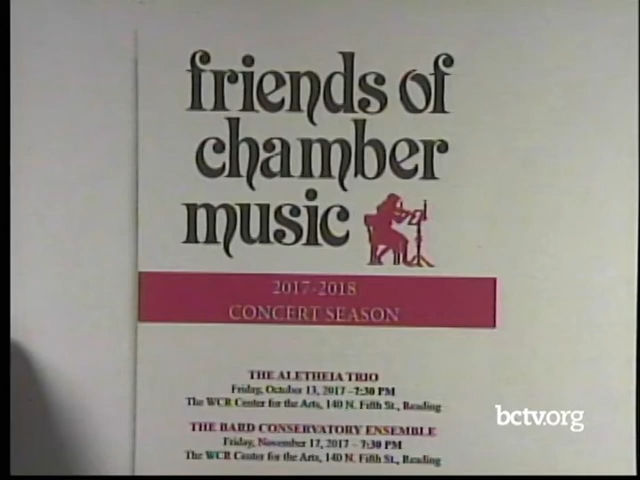 friends of
chamber
music
2017-2018
CONCERT SEASON
THE ALETHEIA TRIO
Friday, October 13, 2017 - 7:30 PM
The WCR Center for the Arts, 140 N. Fifth St., Reading
THE BARD CONSERVATORY ENSEMBLE
Friday, November 17, 2017 - 7:30 PM
The WCR Center for the Arts, 140 N. Fifth St., Reading
bctv.org